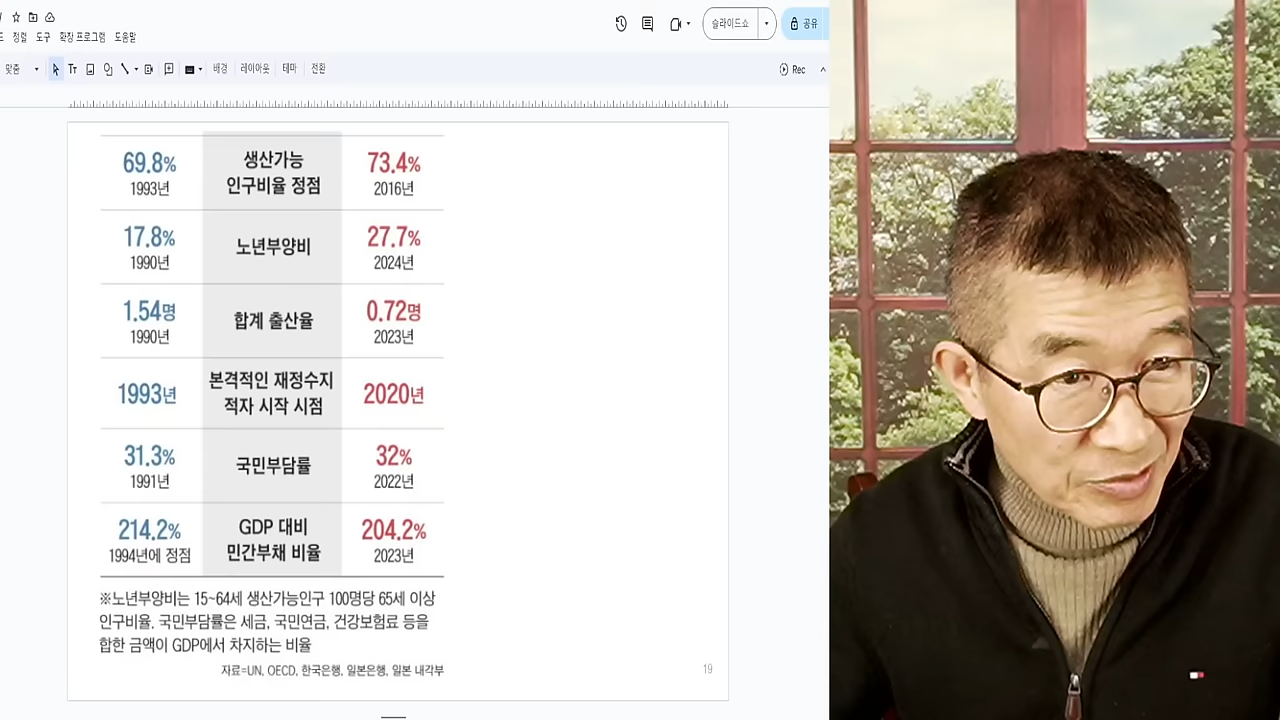 정렬 도구 확장 프로그램 도움말
슬라이드쇼
공유
맞춤
배경 레이아웃 테마 전환
Rec
69.8% 생산가능 73.4%
1993년 인구비율 정점 2016년
17.8% 노년부양비 27.7%
1990년 2024년
1.54명 합계 출산율 0.72명
1990년 2023년
1993년 본격적인 재정수지 2020년
적자 시작 시점
31.3% 국민부담률 32%
1991년 2022년
214.2% GDP 대비 204.2%
1994년에 정점 민간부채 비율 2023년
※노년부양비는 15~64세 생산가능인구 100명당 65세 이상
인구비율. 국민부담률은 세금, 국민연금, 건강보험료 등을
합한 금액이 GDP에서 차지하는 비율
자료=UN, OECD, 한국은행, 일본은행, 일본 내각부
19